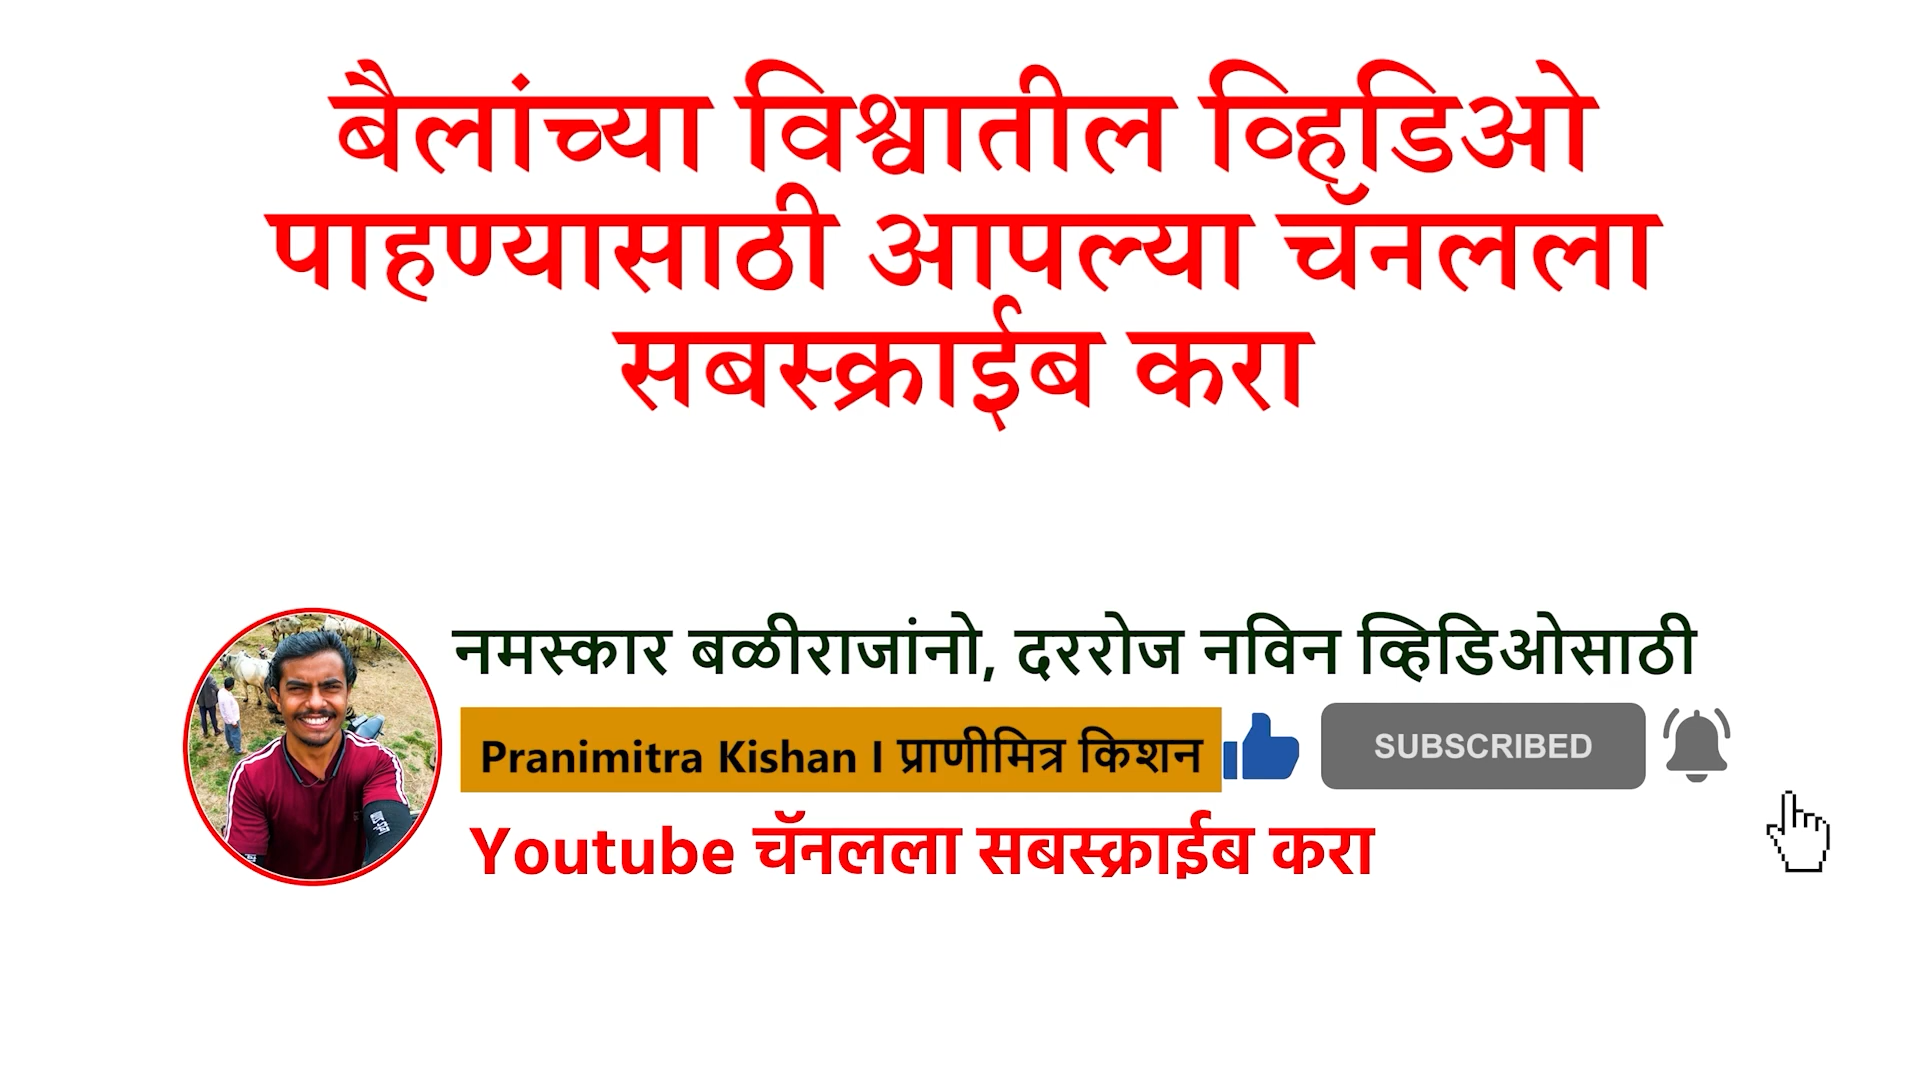 बैलांच्या विश्वातील व्हिडिओ
पाहण्यासाठी आपल्या चॅनलला
सबस्क्राईब करा
नमस्कार बळीराजांनो, दररोज नविन व्हिडिओसाठी
Pranimitra Kishan I प्राणीमित्र किशन
SUBSCRIBED
Youtube चॅनलला सबस्क्राईब करा